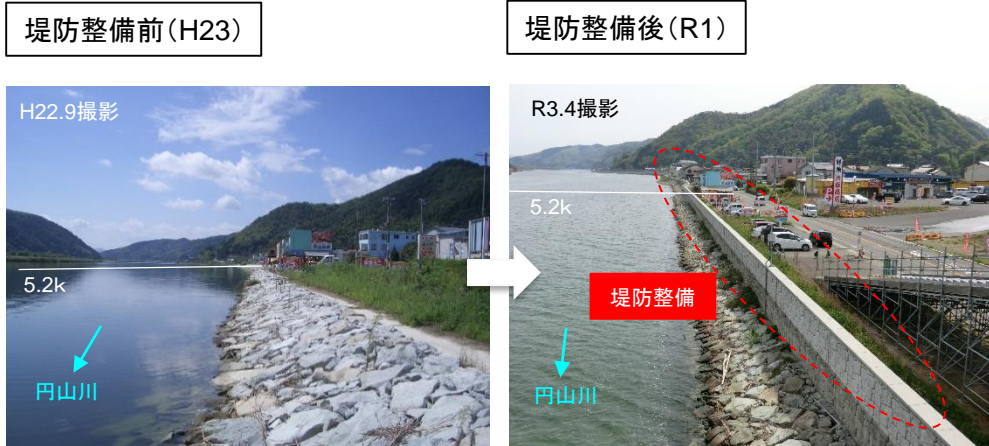 堤防整備前(H23)
堤防整備後(R1)
H22.9撮影
5.2k
円山川
R3.4撮影
5.2k
堤防整備
円山川